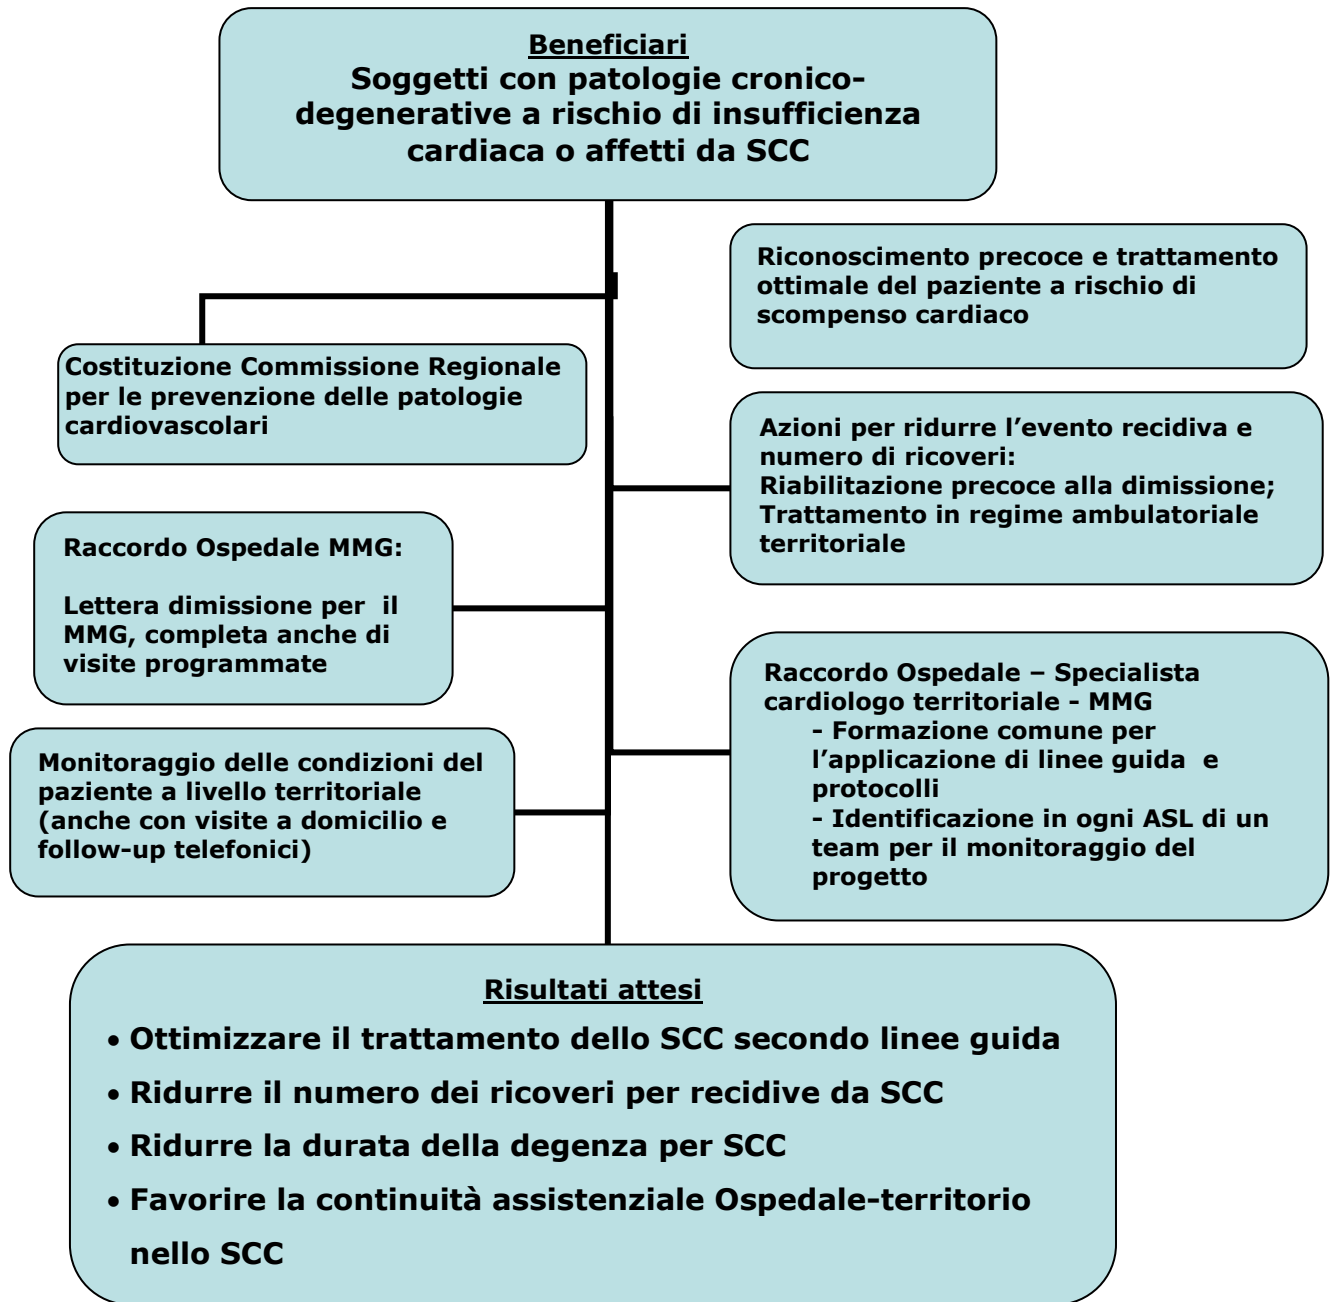 Beneficiari
Soggetti con patologie cronico-
degenerative a rischio di insufficienza
cardiaca o affetti da SCC
Riconoscimento precoce e trattamento
ottimale del paziente a rischio di
scompenso cardiaco
Costituzione Commissione Regionale
per le prevenzione delle patologie
cardiovascolari
Azioni per ridurre l’evento recidiva e
numero di ricoveri:
Riabilitazione precoce alla dimissione;
Trattamento in regime ambulatoriale
territoriale
Raccordo Ospedale MMG:
Lettera dimissione per il
MMG, completa anche di
visite programmate
Raccordo Ospedale – Specialista
cardiologo territoriale - MMG
- Formazione comune per
l’applicazione di linee guida e
protocolli
- Identificazione in ogni ASL di un
team per il monitoraggio del
progetto
Monitoraggio delle condizioni del
paziente a livello territoriale
(anche con visite a domicilio e
follow-up telefonici)
Risultati attesi
• Ottimizzare il trattamento dello SCC secondo linee guida
• Ridurre il numero dei ricoveri per recidive da SCC
• Ridurre la durata della degenza per SCC
• Favorire la continuità assistenziale Ospedale-territorio
nello SCC